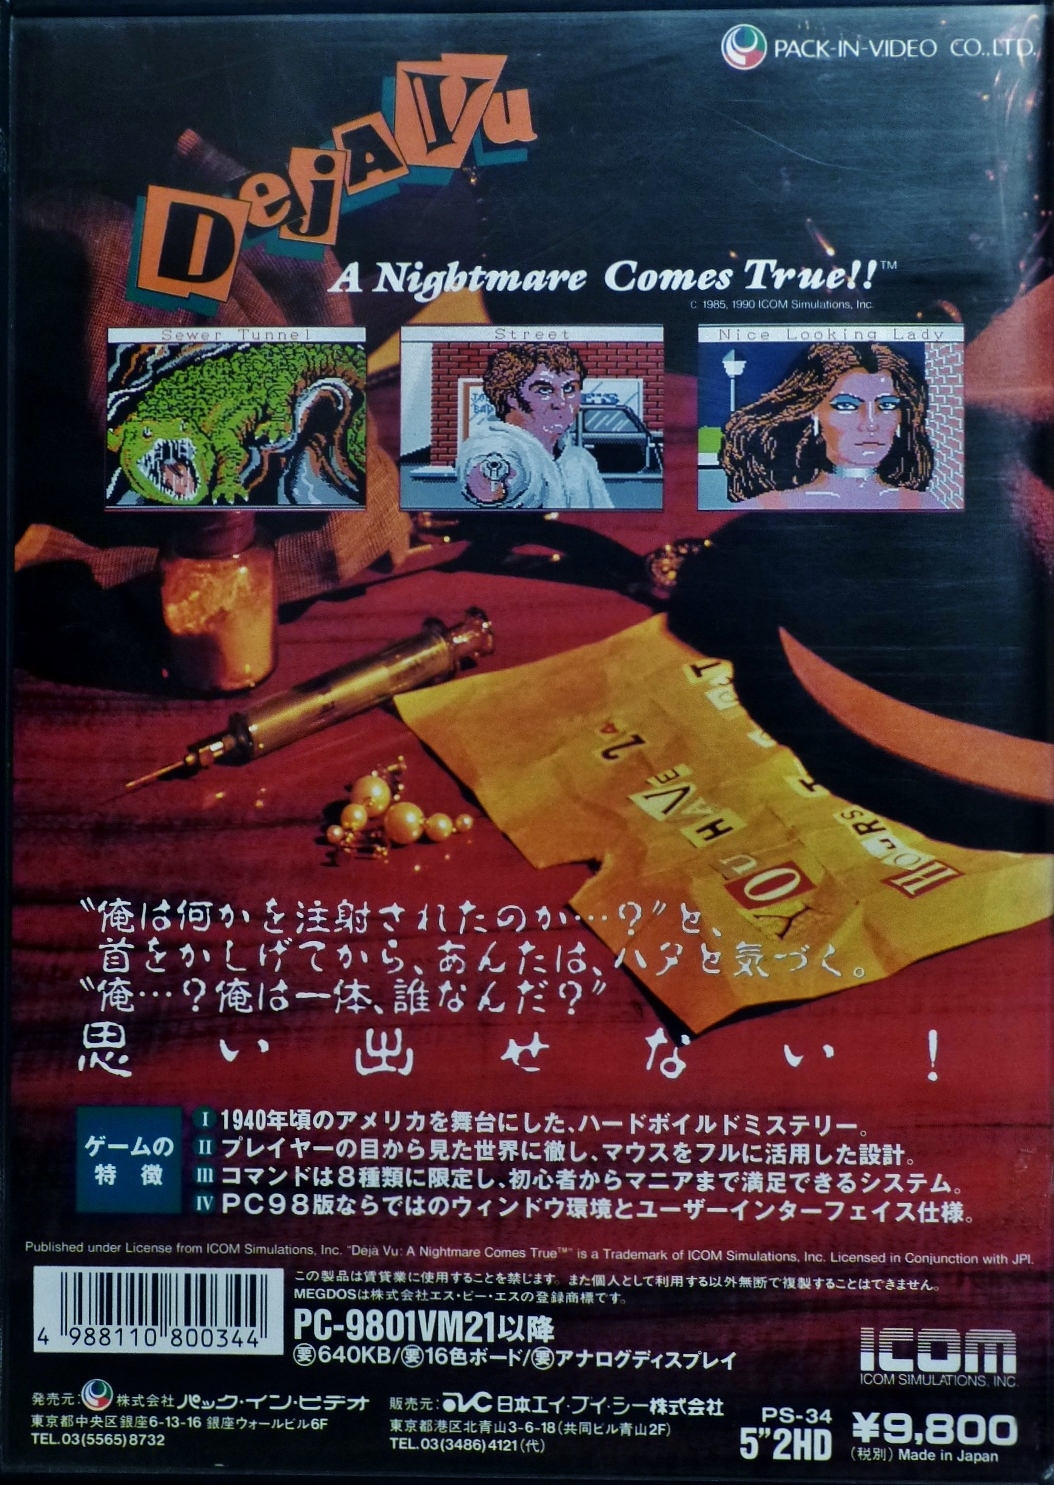 PACK-IN-VIDEO CO.,LTD.
Deja Vu
A Nightmare Comes True!!™
C 1985, 1990 ICOM Simulations, Inc.
Sewer Tunnel
Street
Nice Looking Lady
YOU HAVE 24
HOURS T
"俺は何かを注射されたのか…?"と、
首をかしげてから、あんたは、ハタと気づく。
"俺…?俺は一体、誰なんだ?"
思い出せない!
ゲームの
特徴
I 1940年頃のアメリカを舞台にした、ハードボイルドミステリー。
II プレイヤーの目から見た世界に徹し、マウスをフルに活用した設計。
III コマンドは8種類に限定し、初心者からマニアまで満足できるシステム。
IV PC98版ならではのウィンドウ環境とユーザーインターフェイス仕様。
Published under License from ICOM Simulations, Inc. "Dejà Vu: A Nightmare Comes True™" is a Trademark of ICOM Simulations, Inc. Licensed in Conjunction with JPI.
この製品は賃貸業に使用することを禁じます。また個人として利用する以外無断で複製することはできません。
MEGDOSは株式会社エス・ピー・エスの登録商標です。
4 988110 800344
PC-9801VM21以降
要640KB/要16色ボード/要アナログディスプレイ
ICOM
ICOM SIMULATIONS, INC.
発売元: 株式会社パック・イン・ビデオ
東京都中央区銀座6-13-16 銀座ウォールビル6F
TEL.03(5565)8732
販売元: AVC 日本エイ・ブイ・シー株式会社
東京都港区北青山3-6-18(共同ビル青山2F)
TEL.03(3486)4121(代)
PS-34
5"2HD
¥9,800
(税別) Made in Japan